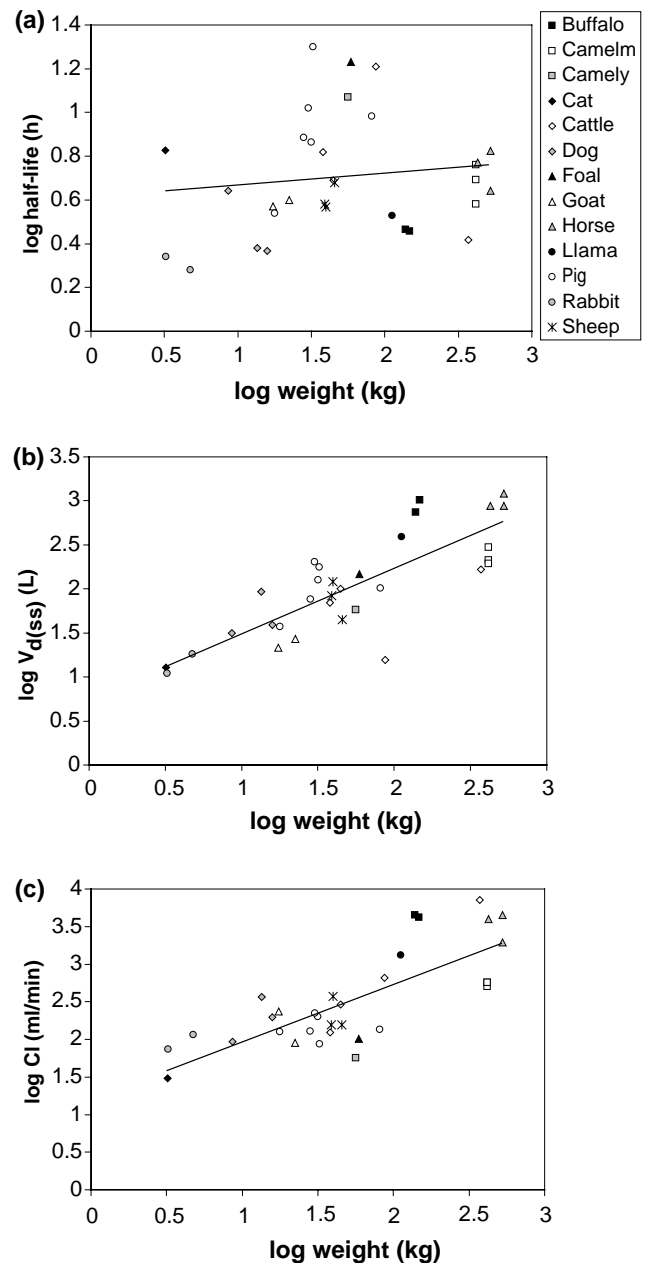 (a)
1.4
1.2
1
0.8
0.6
0.4
0.2
0
log half-life (h)
0 0.5 1 1.5 2 2.5 3
log weight (kg)
Buffalo
Camelm
Camely
Cat
Cattle
Dog
Foal
Goat
Horse
Llama
Pig
Rabbit
Sheep
(b)
3.5
3
2.5
2
1.5
1
0.5
0
log Vd(ss) (L)
0 0.5 1 1.5 2 2.5 3
log weight (kg)
(c)
4
3.5
3
2.5
2
1.5
1
0.5
0
log Cl (ml/min)
0 0.5 1 1.5 2 2.5 3
log weight (kg)